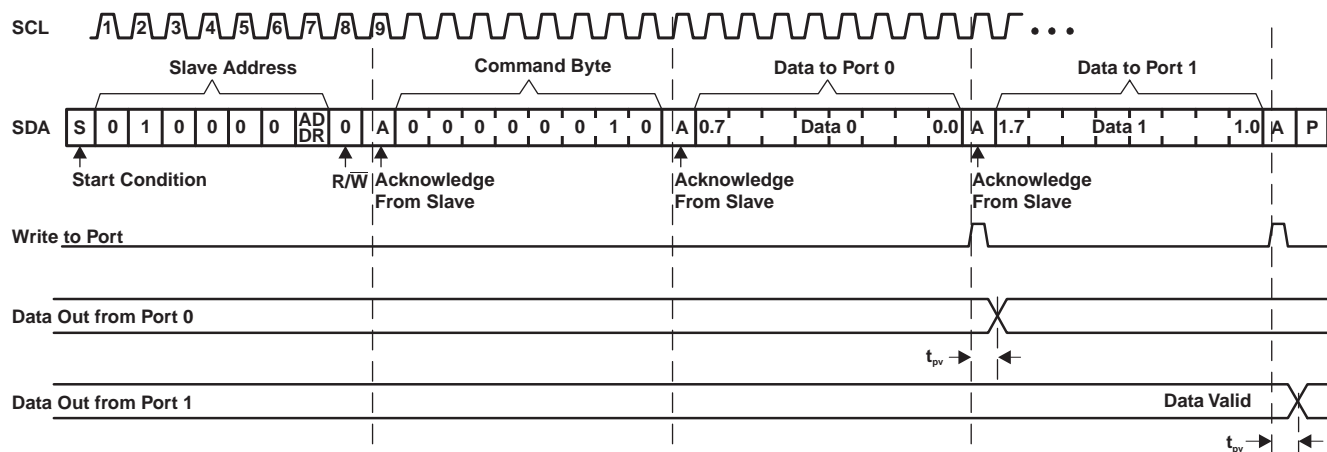 SCL 1 2 3 4 5 6 7 8 9
Slave Address Command Byte Data to Port 0 Data to Port 1
SDA S 0 1 0 0 0 0 AD DR 0 A 0 0 0 0 0 0 1 0 A 0.7 Data 0 0.0 A 1.7 Data 1 1.0 A P
Start Condition R/W̅ Acknowledge From Slave Acknowledge From Slave Acknowledge From Slave
Write to Port
Data Out from Port 0
tpv
Data Out from Port 1 Data Valid
tpv